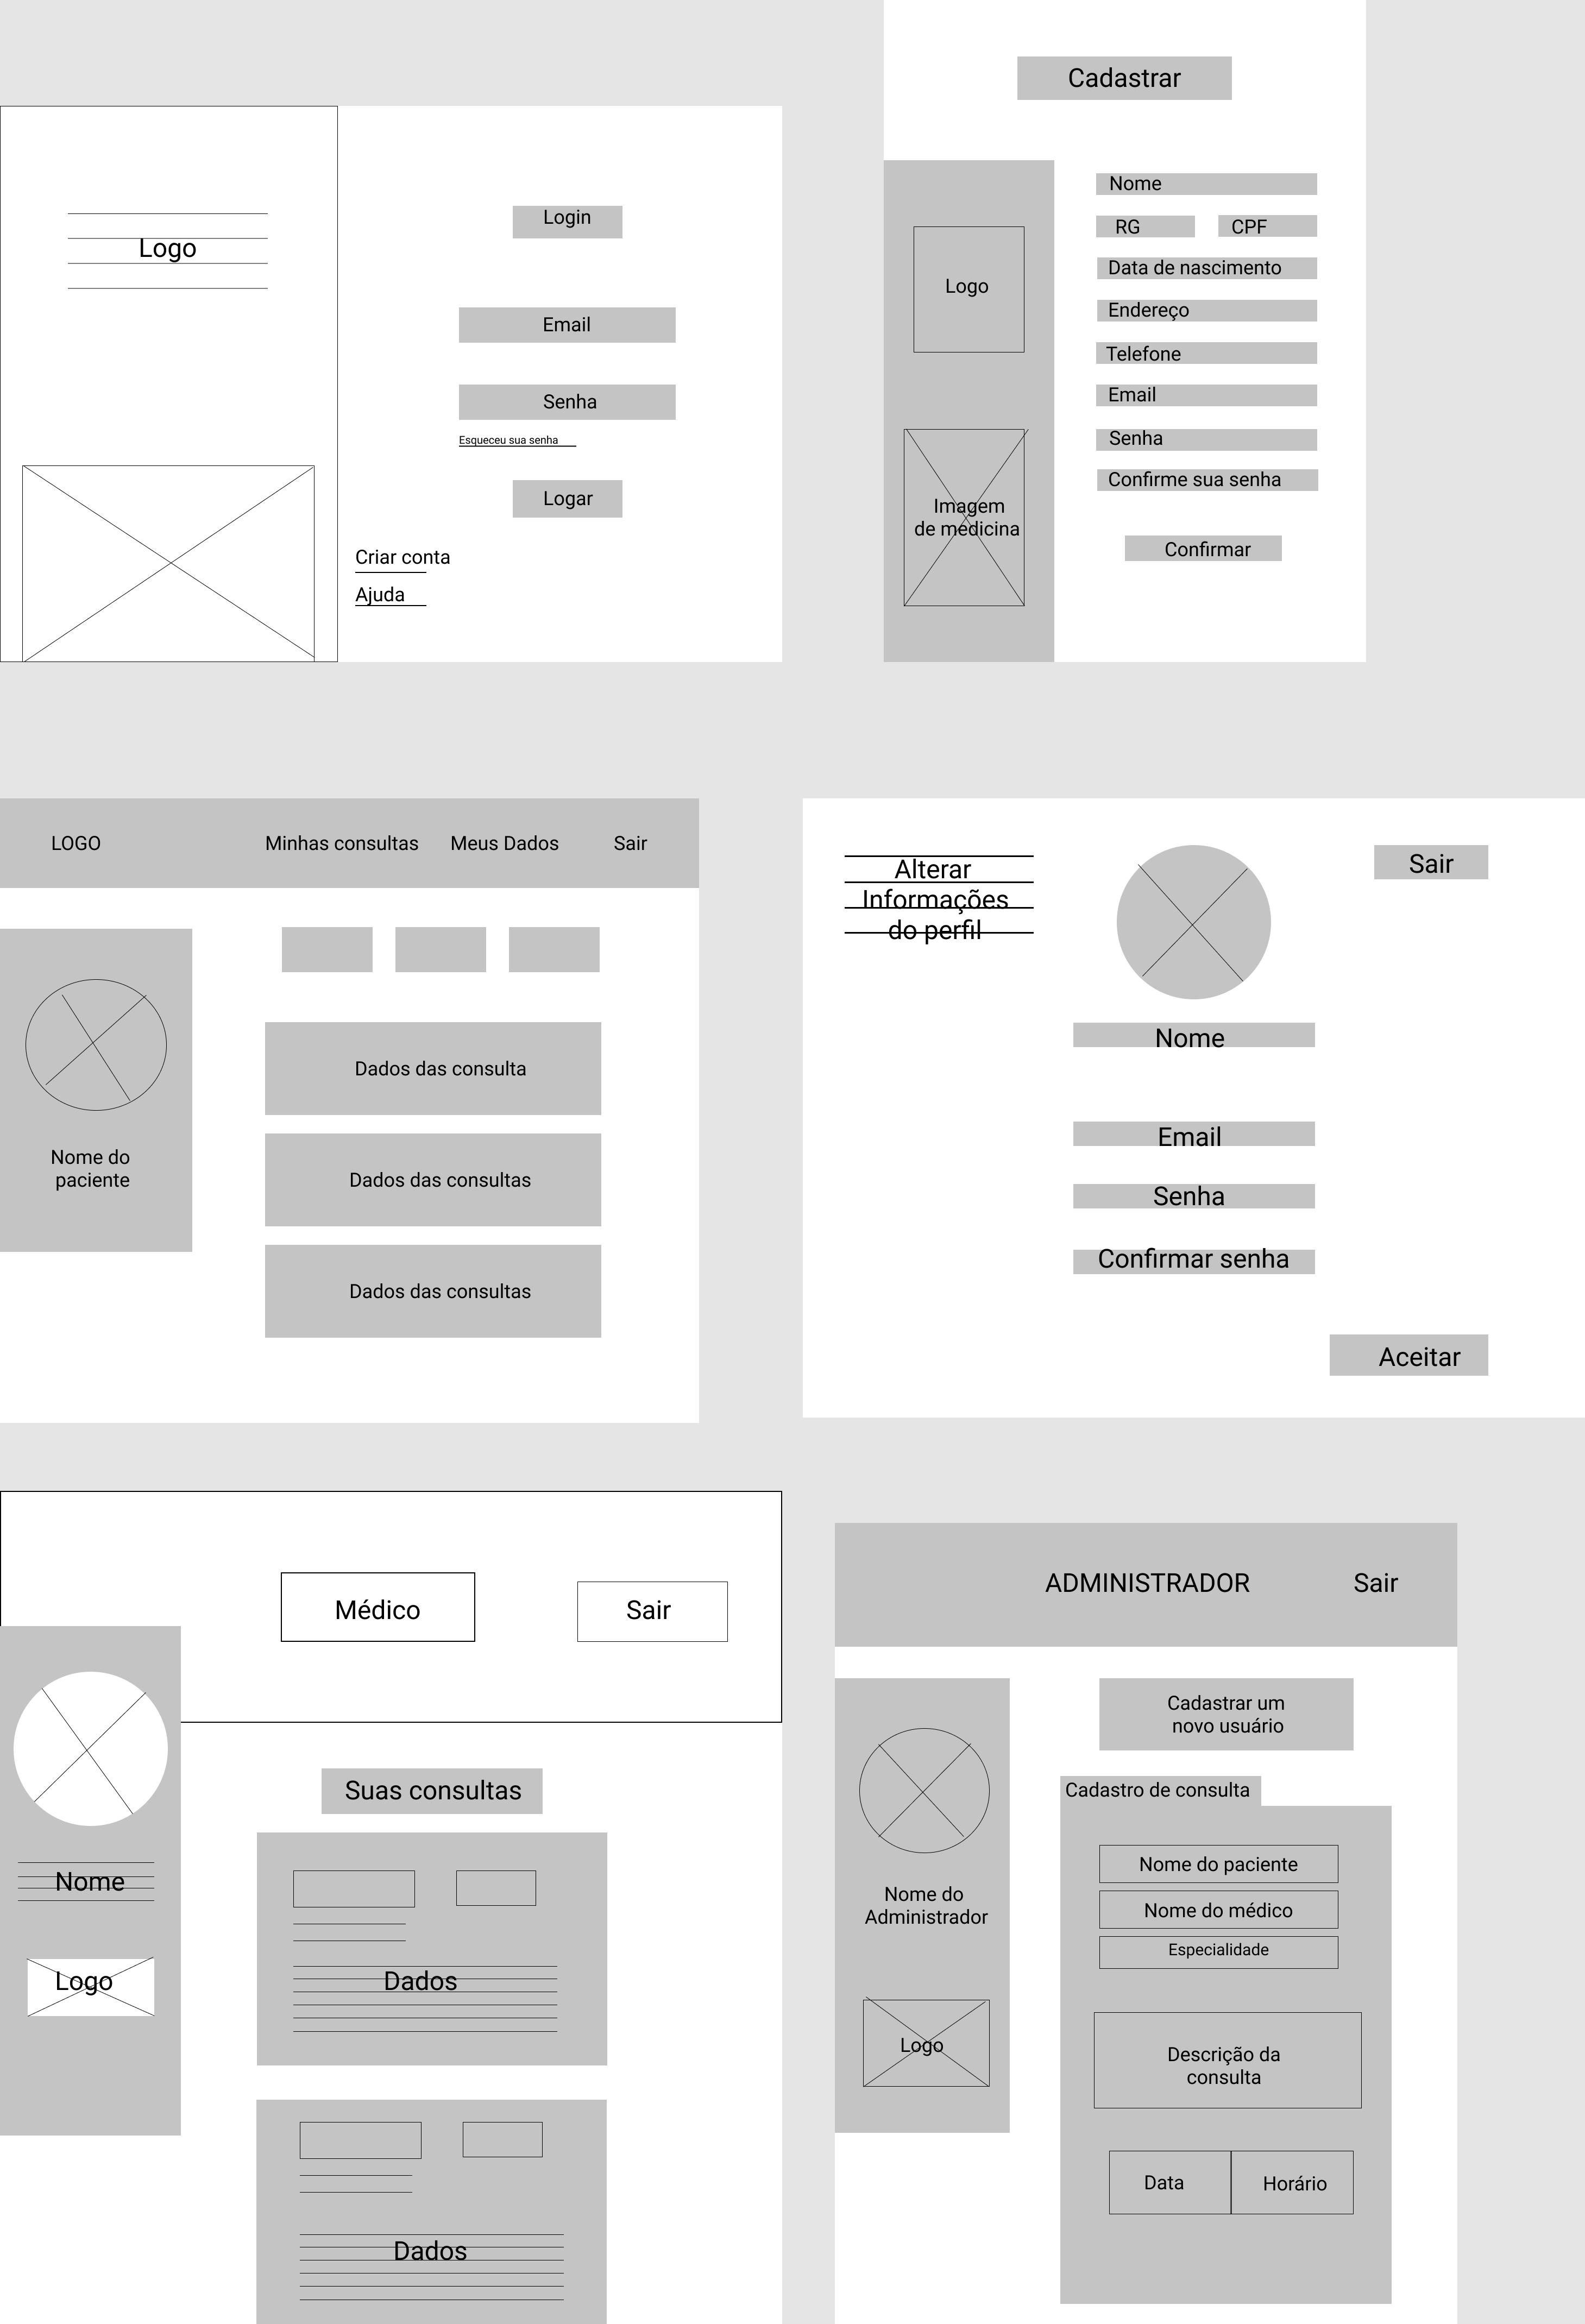 Logo
Login
Email
Senha
Esqueceu sua senha
Logar
Criar conta
Ajuda
Cadastrar
Logo
Imagem
de medicina
Nome
RG
CPF
Data de nascimento
Endereço
Telefone
Email
Senha
Confirme sua senha
Confirmar
LOGO
Minhas consultas
Meus Dados
Sair
Nome do
paciente
Dados das consulta
Dados das consultas
Dados das consultas
Alterar
Informações
do perfil
Sair
Nome
Email
Senha
Confirmar senha
Aceitar
Médico
Sair
Nome
Logo
Suas consultas
Dados
Dados
ADMINISTRADOR
Sair
Nome do
Administrador
Logo
Cadastrar um
novo usuário
Cadastro de consulta
Nome do paciente
Nome do médico
Especialidade
Descrição da
consulta
Data
Horário